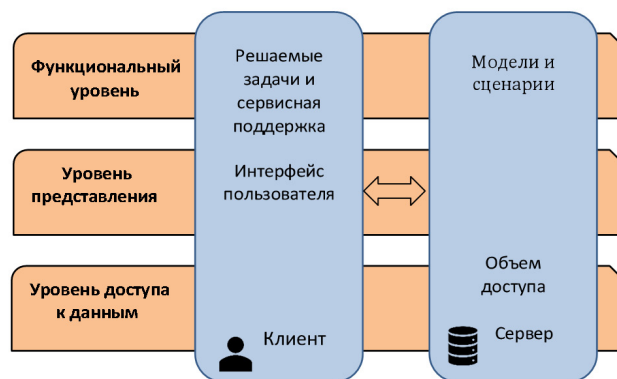 Функциональный
уровень
Решаемые
задачи и
сервисная
поддержка
Модели и
сценарии
Уровень
представления
Интерфейс
пользователя
Уровень доступа
к данным
Объем
доступа
Клиент
Сервер